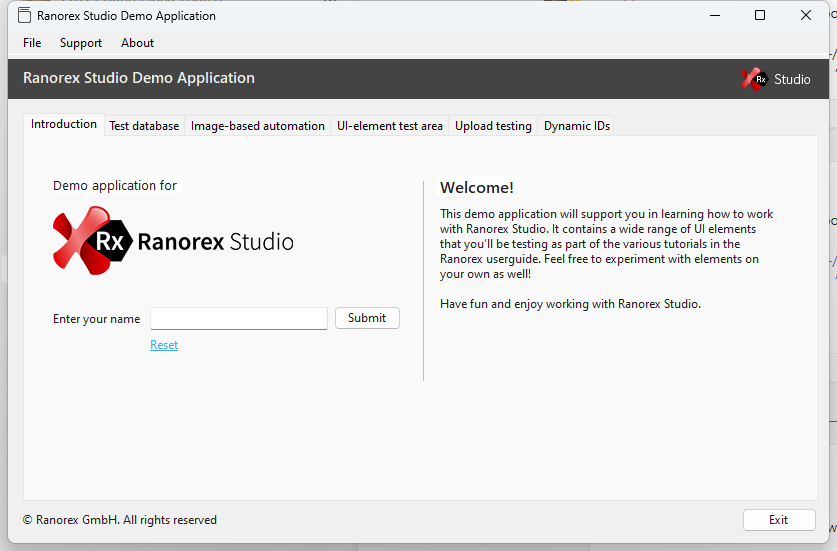 Ranorex Studio Demo Application
File Support About
Ranorex Studio Demo Application
Rx Studio
Introduction Test database Image-based automation UI-element test area Upload testing Dynamic IDs
Demo application for
Rx Ranorex Studio
Enter your name
Submit
Reset
Welcome!
This demo application will support you in learning how to work
with Ranorex Studio. It contains a wide range of UI elements
that you'll be testing as part of the various tutorials in the
Ranorex userguide. Feel free to experiment with elements on
your own as well!
Have fun and enjoy working with Ranorex Studio.
© Ranorex GmbH. All rights reserved
Exit